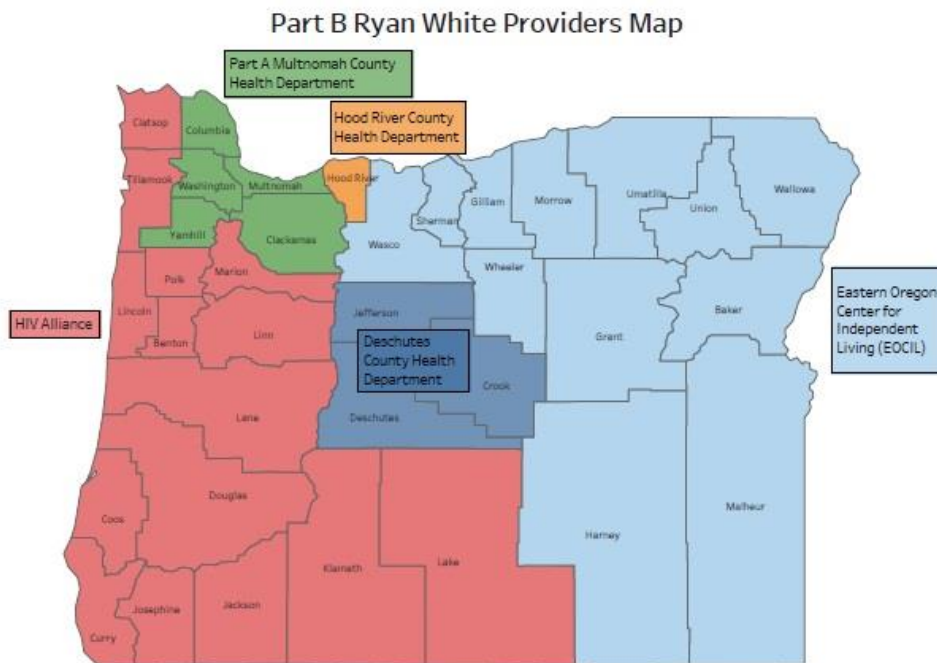 Part B Ryan White Providers Map
Part A Multnomah County
Health Department
Hood River County
Health Department
Clatsop
Columbia
Tillamook
Washington
Multnomah
Hood River
Yamhill
Clackamas
Wasco
Sherman
Gilliam
Morrow
Umatilla
Union
Wallowa
Polk
Marion
Wheeler
Lincoln
Benton
Linn
Jefferson
Grant
Baker
HIV Alliance
Deschutes
County Health
Department
Crook
Deschutes
Eastern Oregon
Center for
Independent
Living (EOCIL)
Lane
Douglas
Coos
Klamath
Lake
Harney
Malheur
Curry
Josephine
Jackson